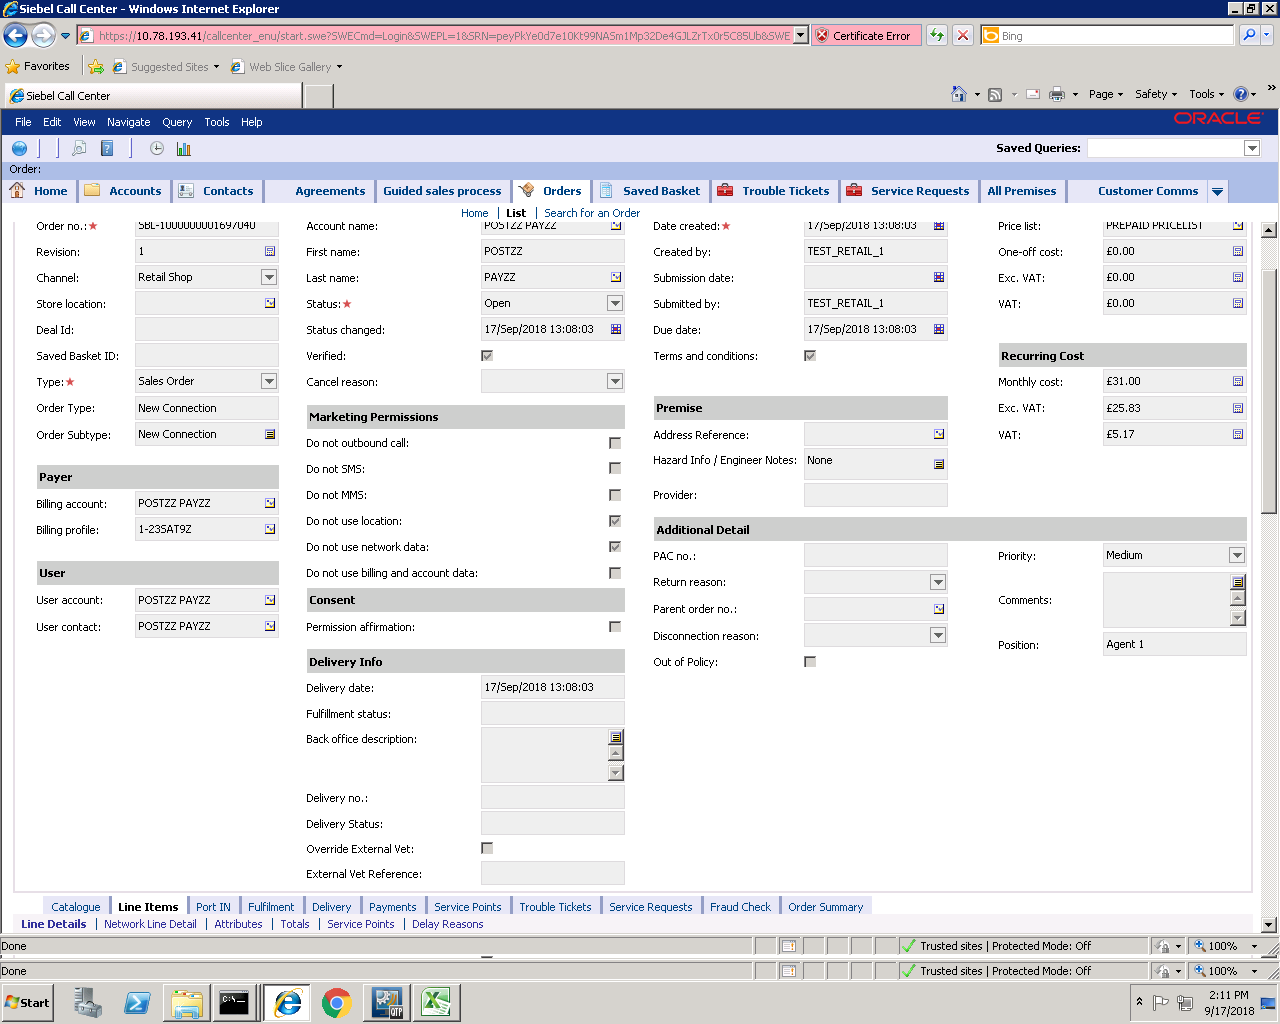 Siebel Call Center - Windows Internet Explorer
https://10.78.193.41/callcenter_enu/start.swe?SWECmd=Login&SWEPL=1&SRN=peyPkYe0d7e10Kt99NASm1Mp32De4GJLZrTx0r5C85Ub&SWE
Certificate Error
Bing
Favorites
Suggested Sites
Web Slice Gallery
Siebel Call Center
Page
Safety
Tools
File Edit View Navigate Query Tools Help
ORACLE
Saved Queries:
Order:
Home Accounts Contacts Agreements Guided sales process Orders Saved Basket Trouble Tickets Service Requests All Premises Customer Comms
Home | List | Search for an Order
Order no.:★ SBL-1000000001697040
Account name: POSTZZ PAYZZ
Date created:★ 17/Sep/2018 13:08:03
Price list: PREPAID PRICELIST
Revision: 1
First name: POSTZZ
Created by: TEST_RETAIL_1
One-off cost: £0.00
Channel: Retail Shop
Last name: PAYZZ
Submission date:
Exc. VAT: £0.00
Store location:
Status:★ Open
Submitted by: TEST_RETAIL_1
VAT: £0.00
Deal Id:
Status changed: 17/Sep/2018 13:08:03
Due date: 17/Sep/2018 13:08:03
Saved Basket ID:
Verified:
Terms and conditions:
Recurring Cost
Type:★ Sales Order
Cancel reason:
Monthly cost: £31.00
Order Type: New Connection
Marketing Permissions
Premise
Exc. VAT: £25.83
Order Subtype: New Connection
Do not outbound call:
Address Reference:
VAT: £5.17
Payer
Do not SMS:
Hazard Info / Engineer Notes: None
Billing account: POSTZZ PAYZZ
Do not MMS:
Provider:
Billing profile: 1-23SAT9Z
Do not use location:
Additional Detail
Do not use network data:
PAC no.:
Priority: Medium
User
Do not use billing and account data:
Return reason:
User account: POSTZZ PAYZZ
Consent
Parent order no.:
Comments:
User contact: POSTZZ PAYZZ
Permission affirmation:
Disconnection reason:
Position: Agent 1
Delivery Info
Out of Policy:
Delivery date: 17/Sep/2018 13:08:03
Fulfillment status:
Back office description:
Delivery no.:
Delivery Status:
Override External Vet:
External Vet Reference:
Catalogue Line Items Port IN Fulfilment Delivery Payments Service Points Trouble Tickets Service Requests Fraud Check Order Summary
Line Details | Network Line Detail | Attributes | Totals | Service Points | Delay Reasons
Done
Trusted sites | Protected Mode: Off
100%
Done
Trusted sites | Protected Mode: Off
100%
Start
C:\
QTP
2:11 PM
9/17/2018